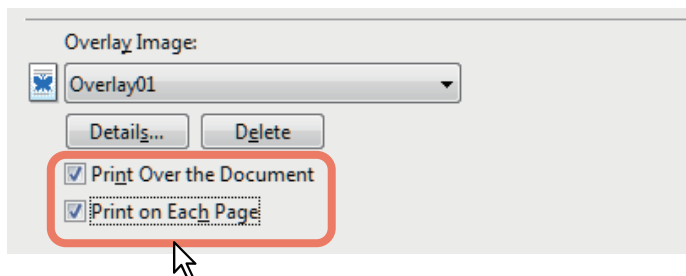 Overlay Image:
Overlay01
Details... Delete
Print Over the Document
Print on Each Page